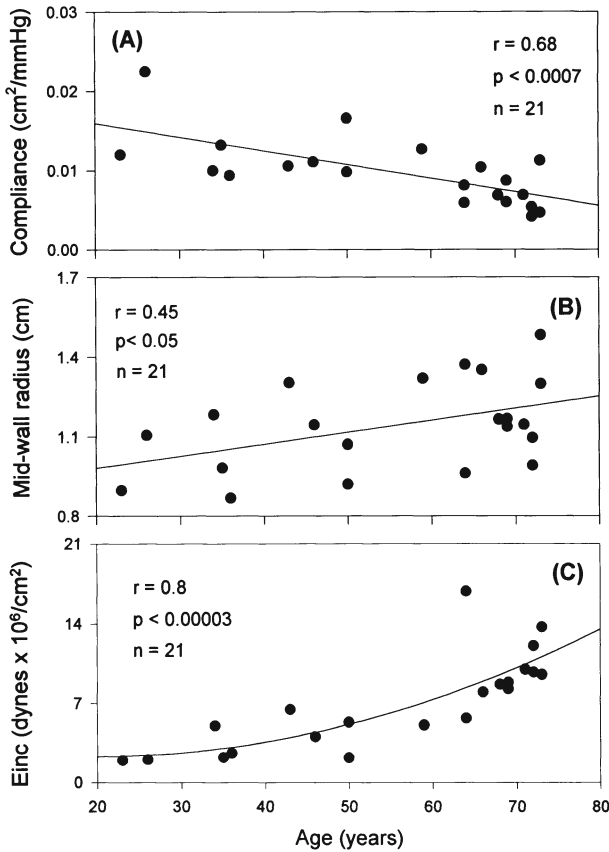 (A)
r = 0.68
p < 0.0007
n = 21
Compliance (cm²/mmHg)
0.03
0.02
0.01
0.00
(B)
r = 0.45
p< 0.05
n = 21
Mid-wall radius (cm)
1.7
1.4
1.1
0.8
(C)
r = 0.8
p < 0.00003
n = 21
Einc (dynes x 10⁶/cm²)
21
14
7
0
20 30 40 50 60 70 80
Age (years)